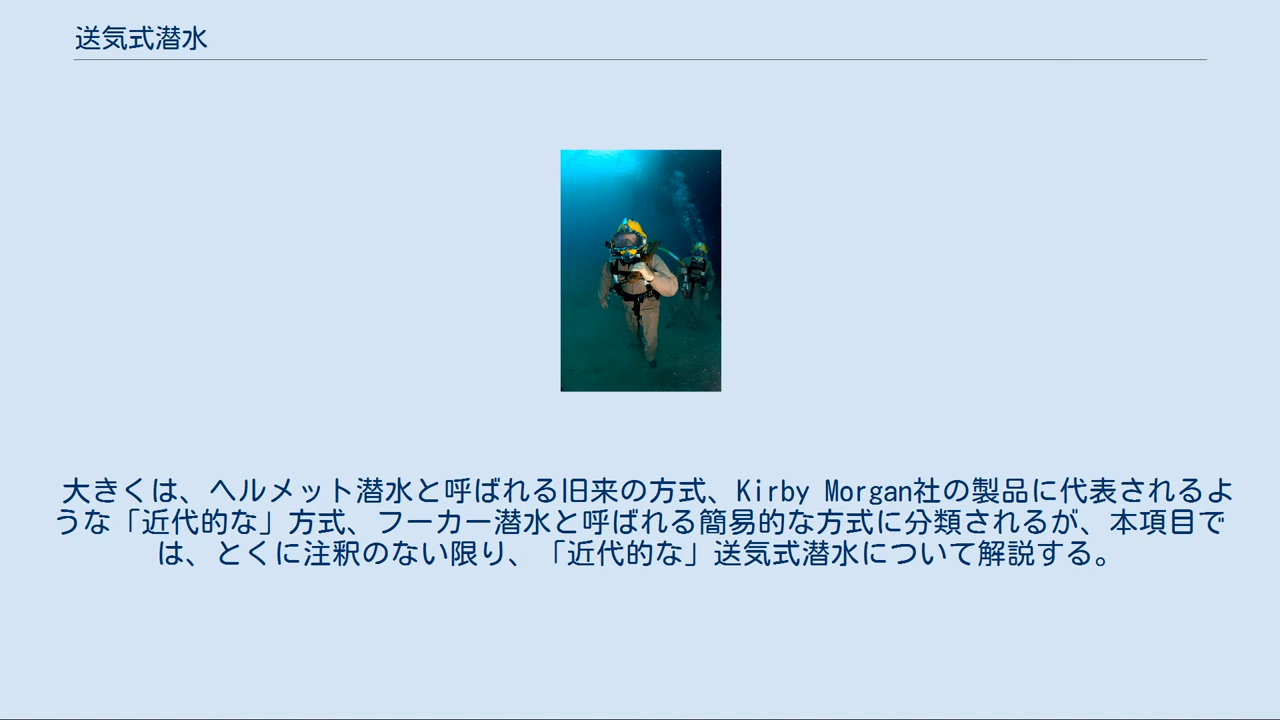 送気式潜水
大きくは、ヘルメット潜水と呼ばれる旧来の方式、Kirby Morgan社の製品に代表されるよ
うな「近代的な」方式、フーカー潜水と呼ばれる簡易的な方式に分類されるが、本項目で
は、とくに注釈のない限り、「近代的な」送気式潜水について解説する。